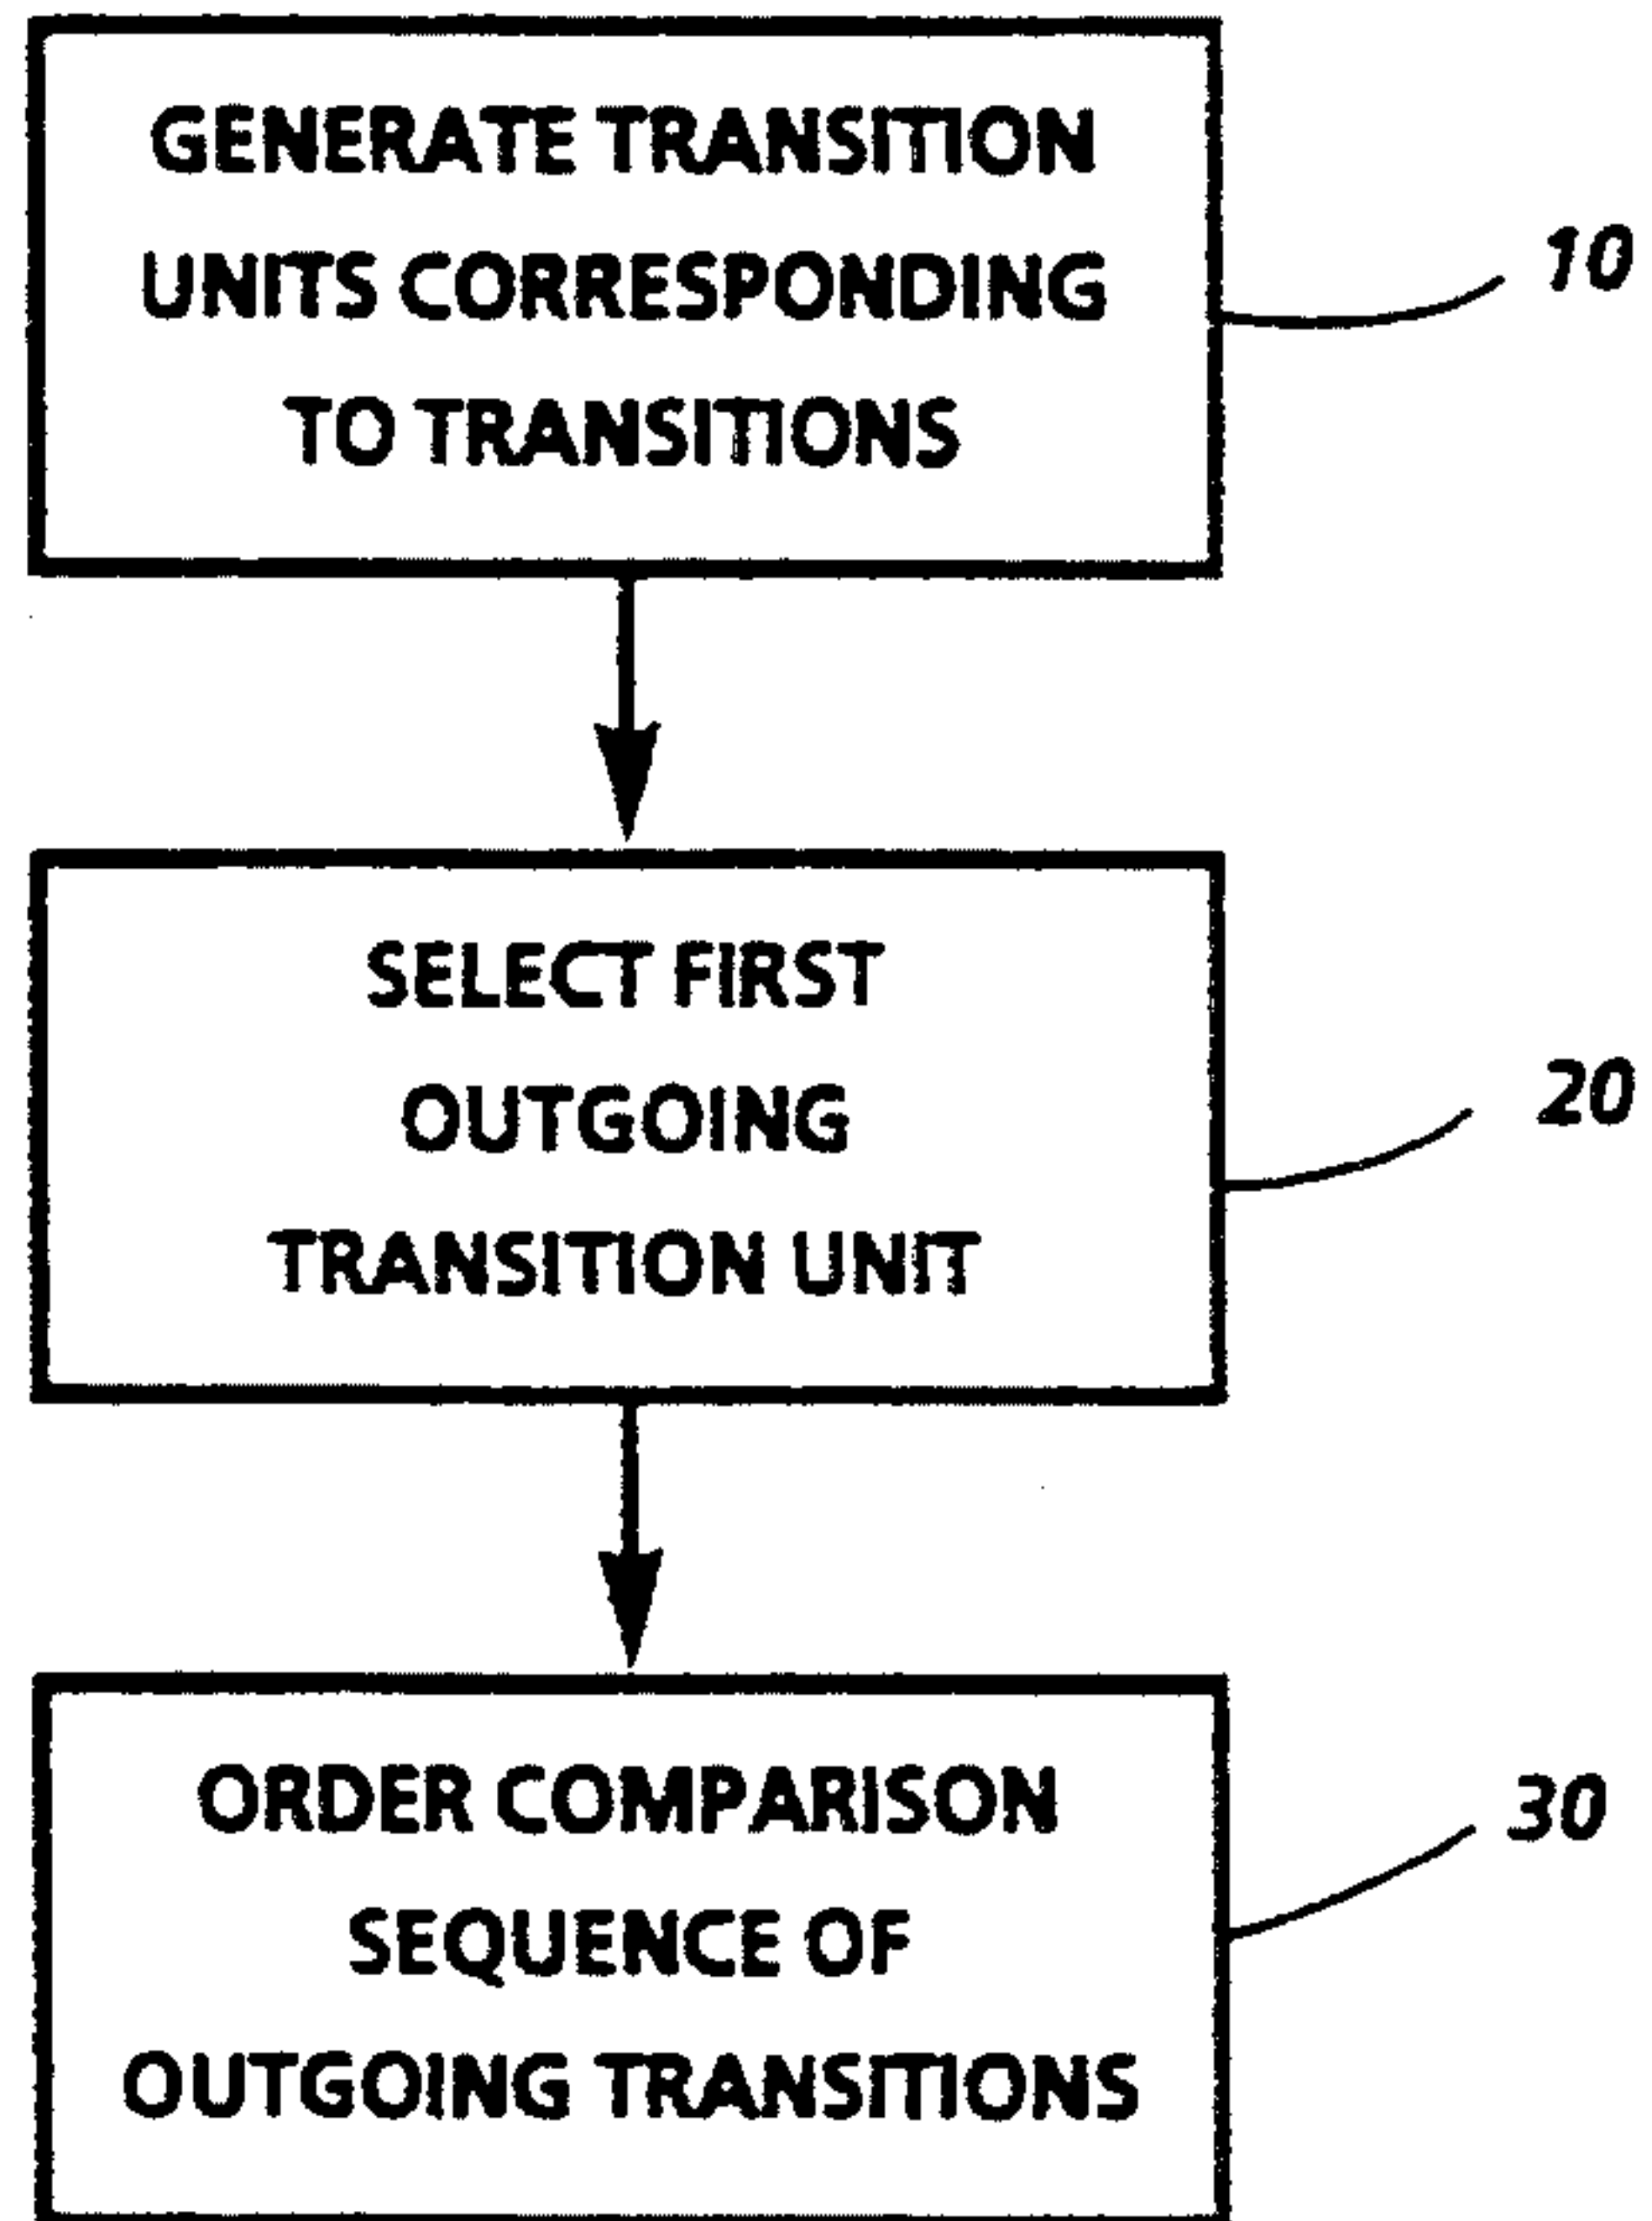 GENERATE TRANSITION
UNITS CORRESPONDING
TO TRANSITIONS
10
SELECT FIRST
OUTGOING
TRANSITION UNIT
20
ORDER COMPARISON
SEQUENCE OF
OUTGOING TRANSITIONS
30